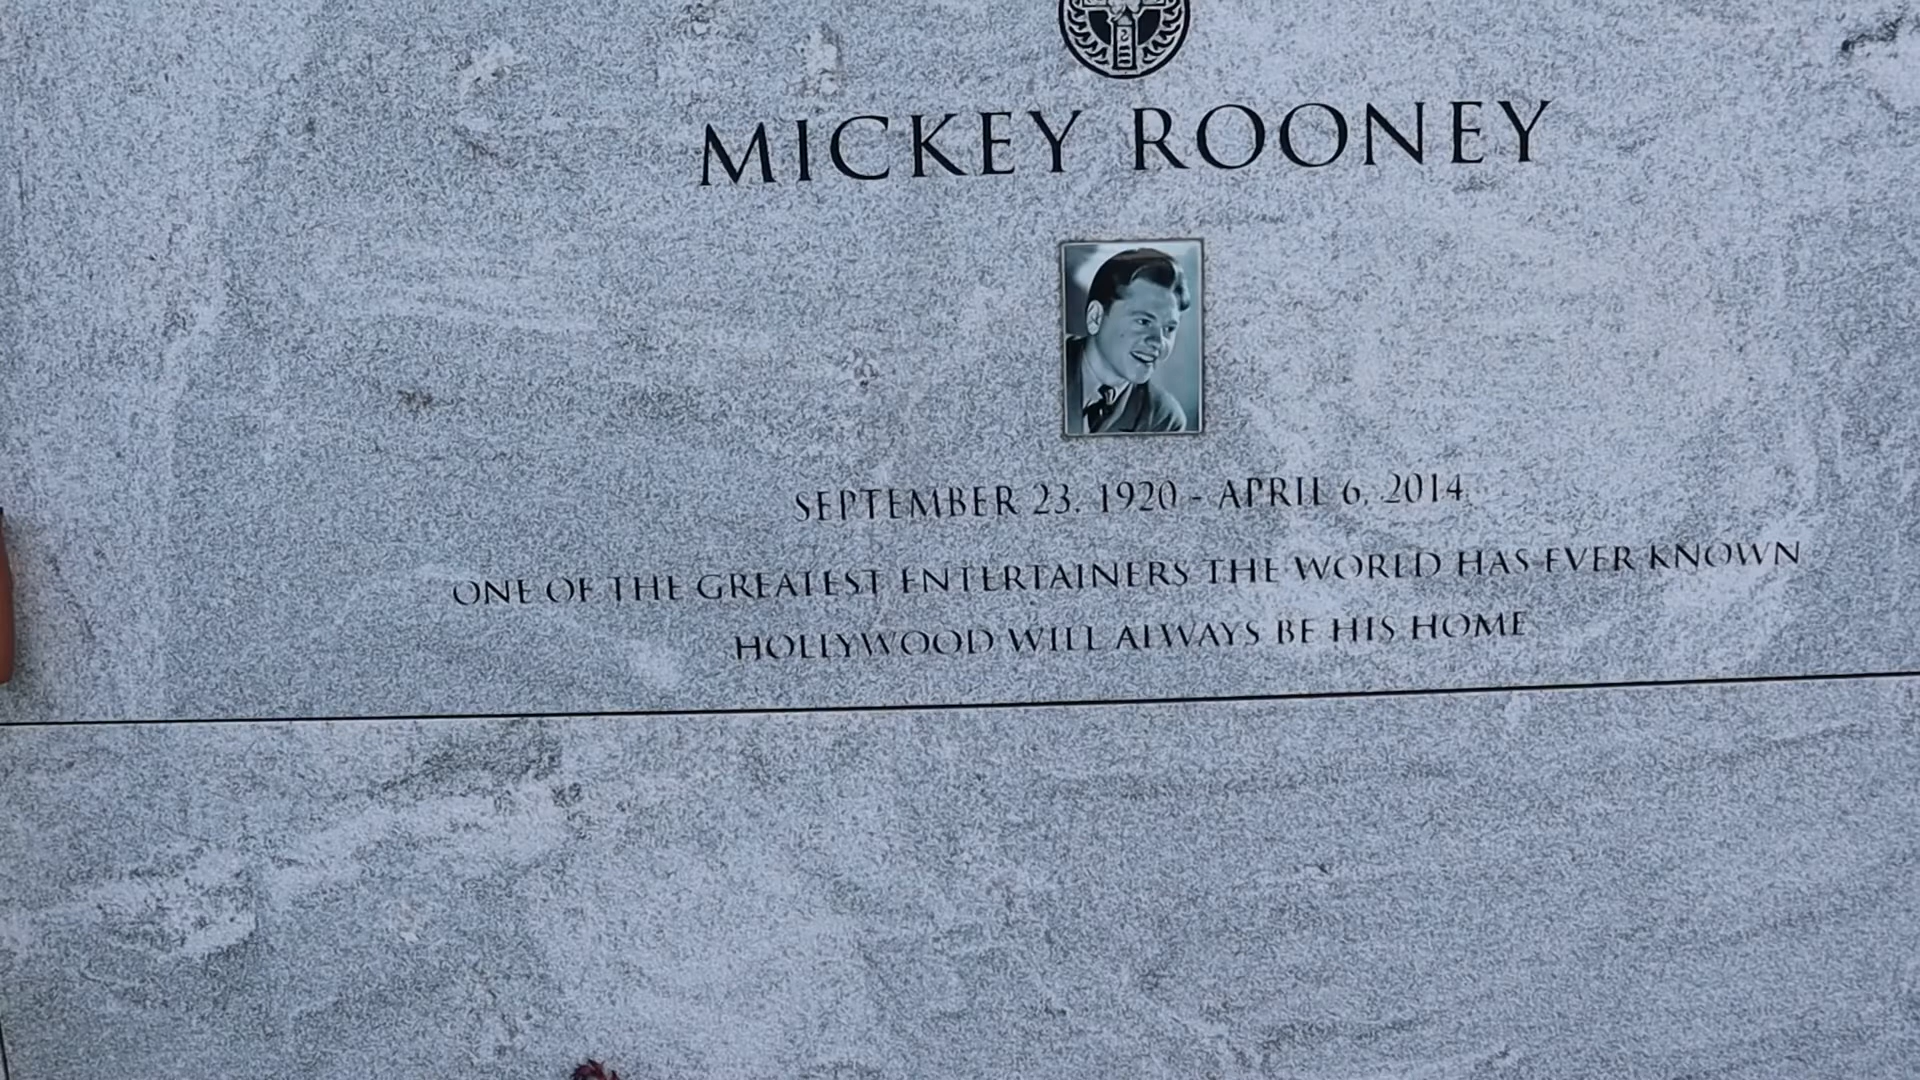 MICKEY ROONEY
SEPTEMBER 23, 1920 - APRIL 6, 2014
ONE OF THE GREATEST ENTERTAINERS THE WORLD HAS EVER KNOWN
HOLLYWOOD WILL ALWAYS BE HIS HOME